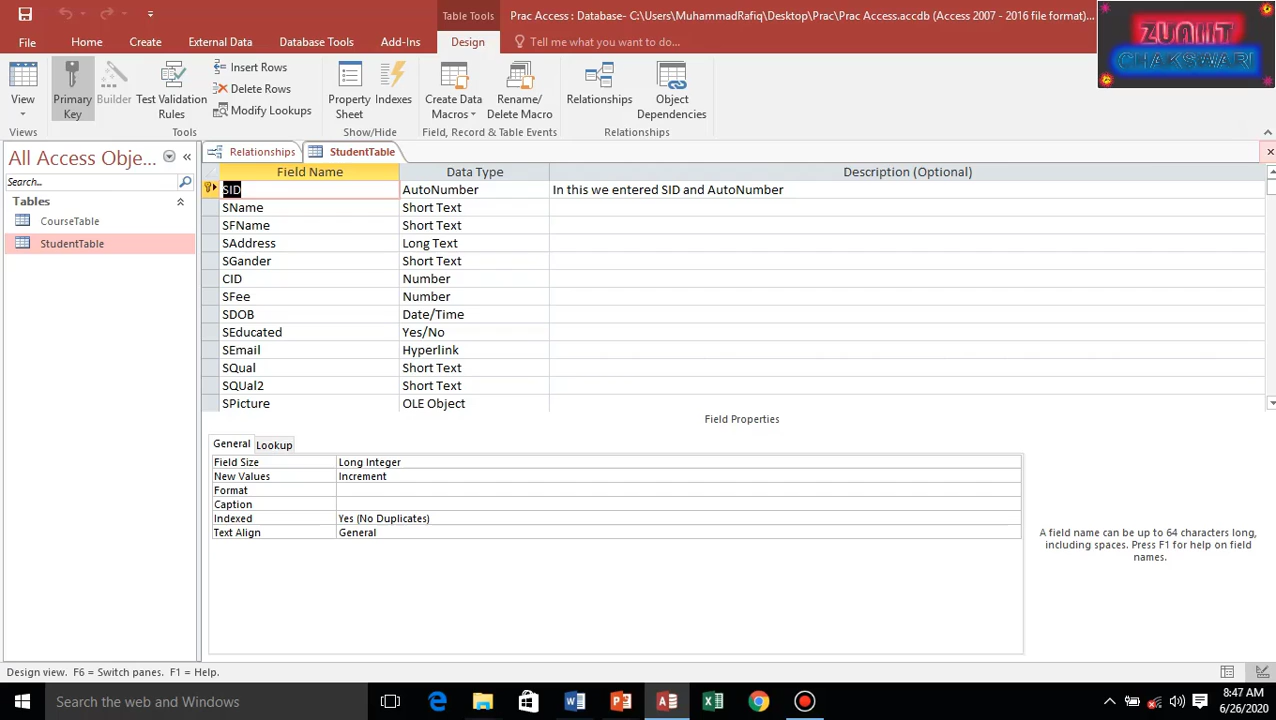 Table Tools
Prac Access : Database- C:\Users\MuhammadRafiq\Desktop\Prac\Prac Access.accdb (Access 2007 - 2016 file format)...
ZUAIIT
CHAKSWARI
File
Home
Create
External Data
Database Tools
Add-Ins
Design
Tell me what you want to do...
View
Primary
Key
Builder
Test Validation
Rules
Insert Rows
Delete Rows
Modify Lookups
Property
Sheet
Indexes
Create Data
Macros
Rename/
Delete Macro
Relationships
Object
Dependencies
Views
Tools
Show/Hide
Field, Record & Table Events
Relationships
All Access Obje...
Search...
Tables
CourseTable
StudentTable
Relationships
StudentTable
Field Name Data Type Description (Optional)
SID AutoNumber In this we entered SID and AutoNumber
SName Short Text
SFName Short Text
SAddress Long Text
SGander Short Text
CID Number
SFee Number
SDOB Date/Time
SEducated Yes/No
SEmail Hyperlink
SQual Short Text
SQUal2 Short Text
SPicture OLE Object
Field Properties
General Lookup
Field Size Long Integer
New Values Increment
Format
Caption
Indexed Yes (No Duplicates)
Text Align General
A field name can be up to 64 characters long,
including spaces. Press F1 for help on field
names.
Design view. F6 = Switch panes. F1 = Help.
Search the web and Windows
8:47 AM
6/26/2020